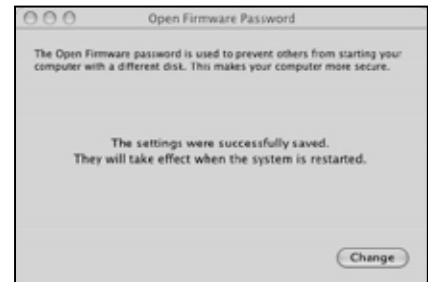 Open Firmware Password
The Open Firmware password is used to prevent others from starting your
computer with a different disk. This makes your computer more secure.
The settings were successfully saved.
They will take effect when the system is restarted.
Change